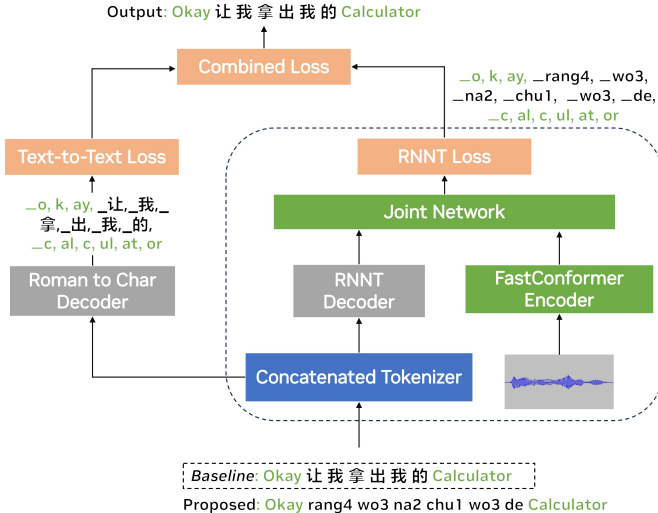 Output: Okay 让 我 拿 出 我 的 Calculator
Combined Loss
_o, k, ay, _rang4, _wo3,
_na2, _chu1, _wo3, _de,
_c, al, c, ul, at, or
Text-to-Text Loss
RNNT Loss
_o, k, ay, _让,_我,_
拿,_出,_我,_的,
_c, al, c, ul, at, or
Joint Network
Roman to Char
Decoder
RNNT
Decoder
FastConformer
Encoder
Concatenated Tokenizer
Baseline: Okay 让 我 拿 出 我 的 Calculator
Proposed: Okay rang4 wo3 na2 chu1 wo3 de Calculator